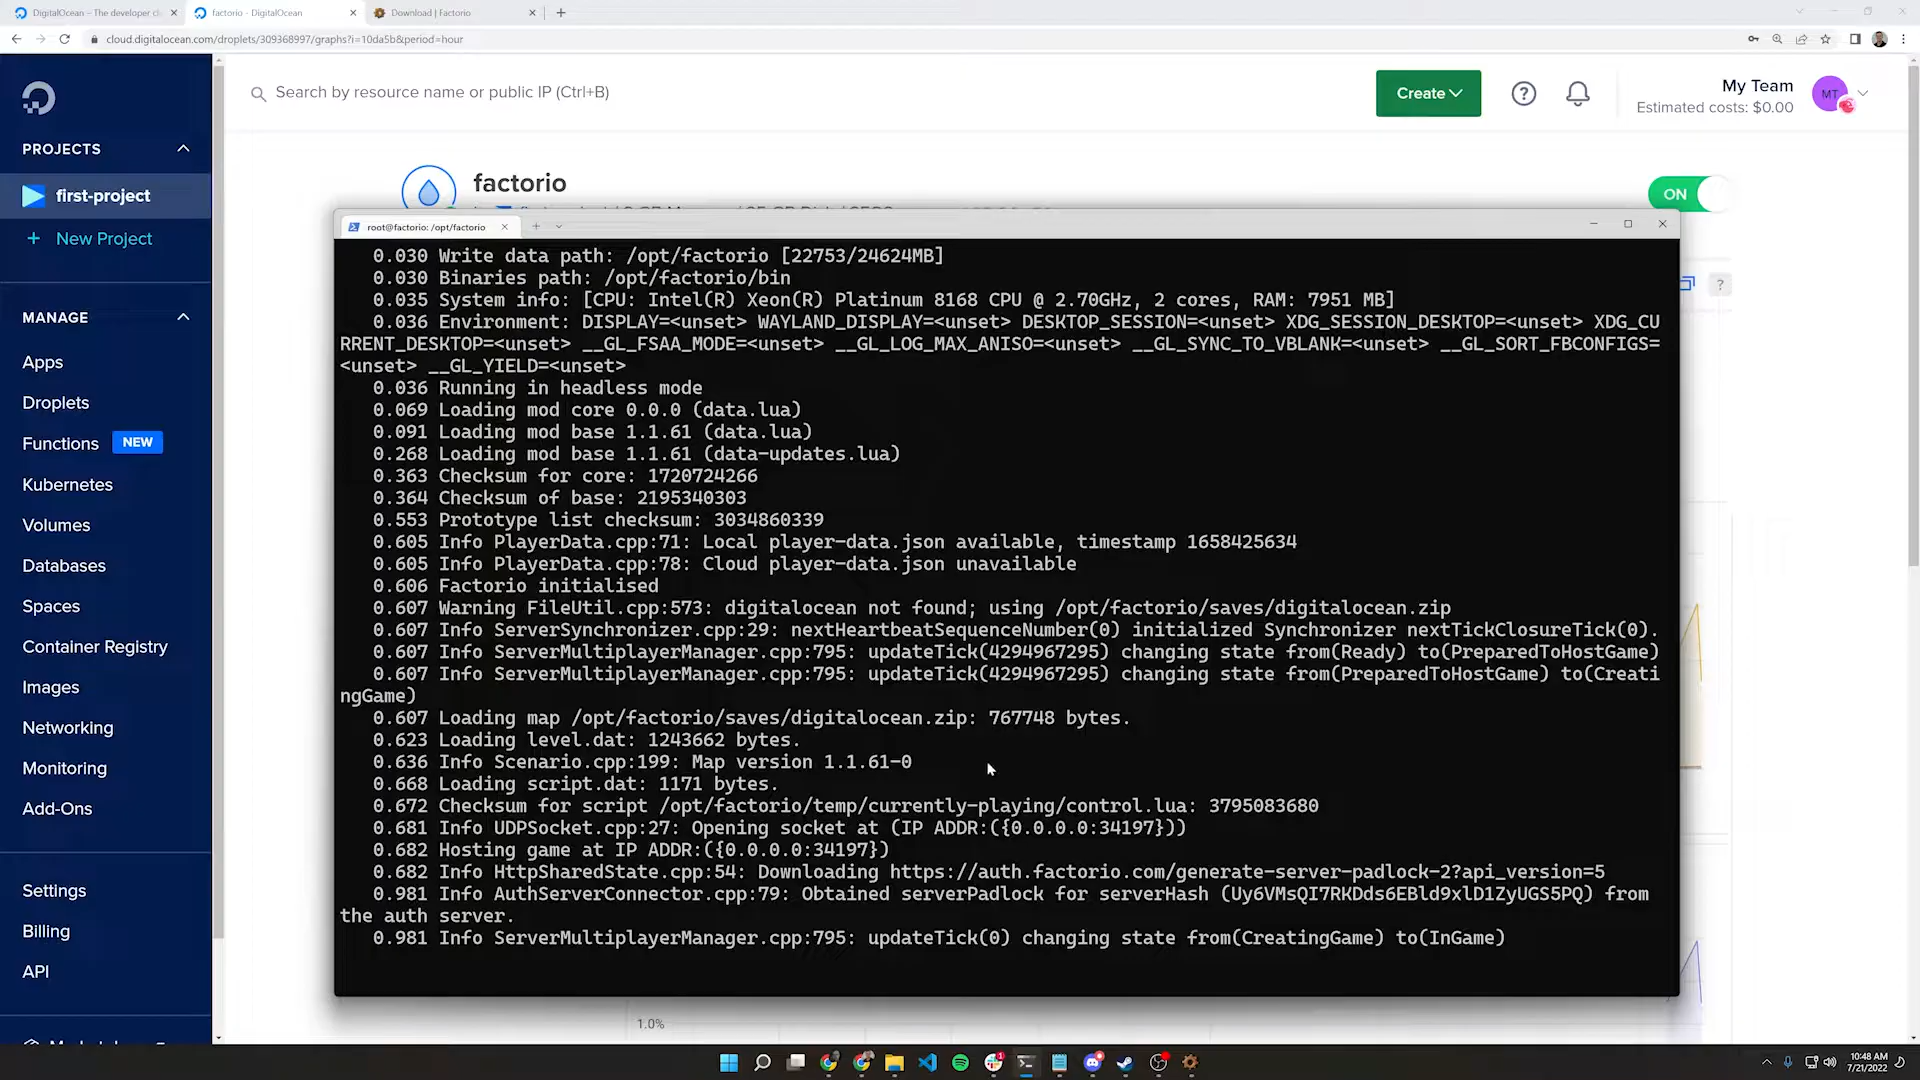 DigitalOcean – The developer cl
factorio - DigitalOcean
Download | Factorio
cloud.digitalocean.com/droplets/309368997/graphs?i=10da5b&period=hour
Search by resource name or public IP (Ctrl+B)
Create
?
My Team
Estimated costs: $0.00
MT
PROJECTS
first-project
+ New Project
MANAGE
Apps
Droplets
Functions NEW
Kubernetes
Volumes
Databases
Spaces
Container Registry
Images
Networking
Monitoring
Add-Ons
Settings
Billing
API
factorio
ON
?
root@factorio: /opt/factorio
0.030 Write data path: /opt/factorio [22753/24624MB]
0.030 Binaries path: /opt/factorio/bin
0.035 System info: [CPU: Intel(R) Xeon(R) Platinum 8168 CPU @ 2.70GHz, 2 cores, RAM: 7951 MB]
0.036 Environment: DISPLAY=<unset> WAYLAND_DISPLAY=<unset> DESKTOP_SESSION=<unset> XDG_SESSION_DESKTOP=<unset> XDG_CU
RRENT_DESKTOP=<unset> __GL_FSAA_MODE=<unset> __GL_LOG_MAX_ANISO=<unset> __GL_SYNC_TO_VBLANK=<unset> __GL_SORT_FBCONFIGS=
<unset> __GL_YIELD=<unset>
0.036 Running in headless mode
0.069 Loading mod core 0.0.0 (data.lua)
0.091 Loading mod base 1.1.61 (data.lua)
0.268 Loading mod base 1.1.61 (data-updates.lua)
0.363 Checksum for core: 1720724266
0.364 Checksum of base: 2195340303
0.553 Prototype list checksum: 3034860339
0.605 Info PlayerData.cpp:71: Local player-data.json available, timestamp 1658425634
0.605 Info PlayerData.cpp:78: Cloud player-data.json unavailable
0.606 Factorio initialised
0.607 Warning FileUtil.cpp:573: digitalocean not found; using /opt/factorio/saves/digitalocean.zip
0.607 Info ServerSynchronizer.cpp:29: nextHeartbeatSequenceNumber(0) initialized Synchronizer nextTickClosureTick(0).
0.607 Info ServerMultiplayerManager.cpp:795: updateTick(4294967295) changing state from(Ready) to(PreparedToHostGame)
0.607 Info ServerMultiplayerManager.cpp:795: updateTick(4294967295) changing state from(PreparedToHostGame) to(Creati
ngGame)
0.607 Loading map /opt/factorio/saves/digitalocean.zip: 767748 bytes.
0.623 Loading level.dat: 1243662 bytes.
0.636 Info Scenario.cpp:199: Map version 1.1.61-0
0.668 Loading script.dat: 1171 bytes.
0.672 Checksum for script /opt/factorio/temp/currently-playing/control.lua: 3795083680
0.681 Info UDPSocket.cpp:27: Opening socket at (IP ADDR:({0.0.0.0:34197}))
0.682 Hosting game at IP ADDR:({0.0.0.0:34197})
0.682 Info HttpSharedState.cpp:54: Downloading https://auth.factorio.com/generate-server-padlock-2?api_version=5
0.981 Info AuthServerConnector.cpp:79: Obtained serverPadlock for serverHash (Uy6VMsQI7RKDds6EBld9xlD1ZyUGS5PQ) from
the auth server.
0.981 Info ServerMultiplayerManager.cpp:795: updateTick(0) changing state from(CreatingGame) to(InGame)
1.0%
10:48 AM
7/21/2022